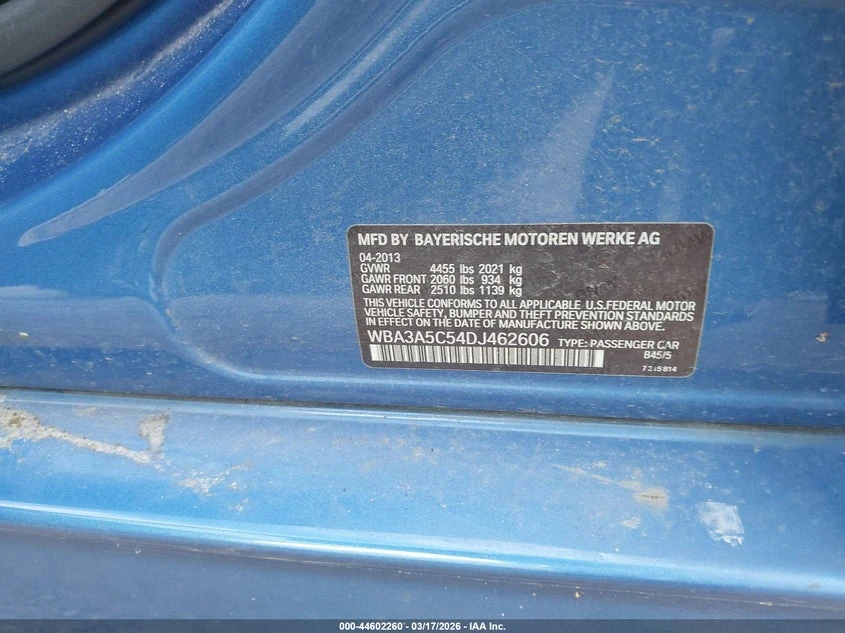 MFD BY BAYERISCHE MOTOREN WERKE AG
04-2013
GVWR 4455 lbs 2021 kg
GAWR FRONT 2060 lbs 934 kg
GAWR REAR 2510 lbs 1139 kg
THIS VEHICLE CONFORMS TO ALL APPLICABLE U.S.FEDERAL MOTOR
VEHICLE SAFETY, BUMPER AND THEFT PREVENTION STANDARDS
IN EFFECT ON THE DATE OF MANUFACTURE SHOWN ABOVE.
WBA3A5C54DJ462606 TYPE: PASSENGER CAR
B45/5
000-44602260 - 03/17/2026 - IAA Inc.